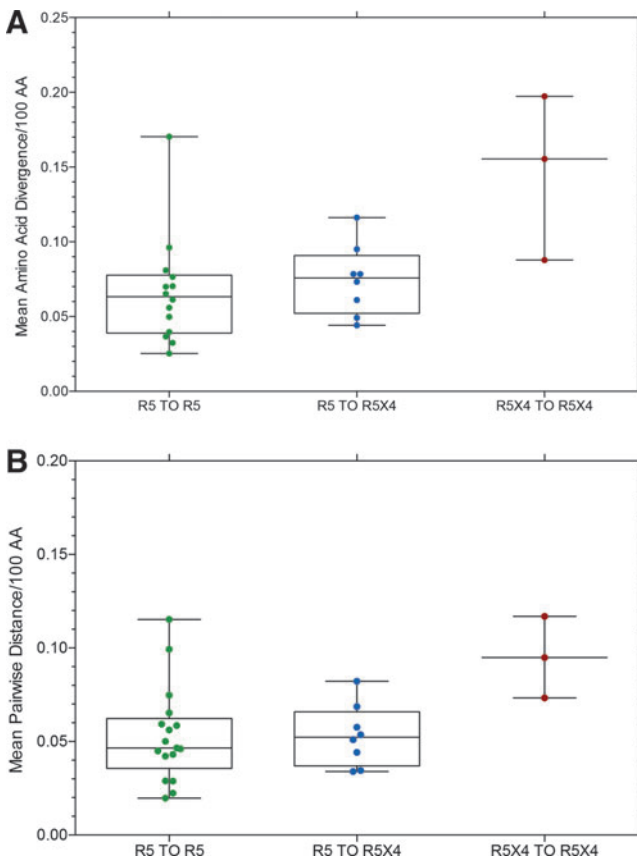 A
Mean Amino Acid Divergence/100 AA
0.25
0.20
0.15
0.10
0.05
0.00
R5 TO R5 R5 TO R5X4 R5X4 TO R5X4
B
Mean Pairwise Distance/100 AA
0.20
0.15
0.10
0.05
0.00
R5 TO R5 R5 TO R5X4 R5X4 TO R5X4